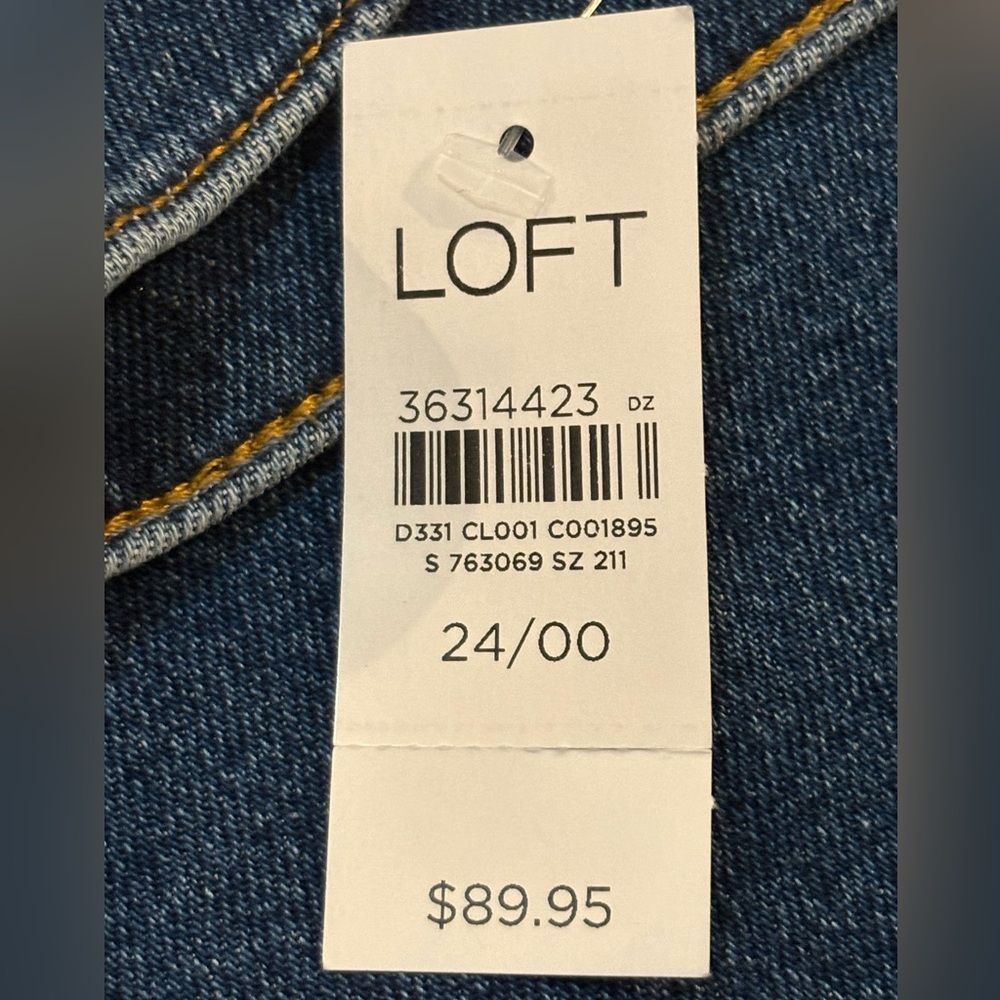 LOFT
36314423 DZ
D331 CL001 C001895
S 763069 SZ 211
24/00
$89.95